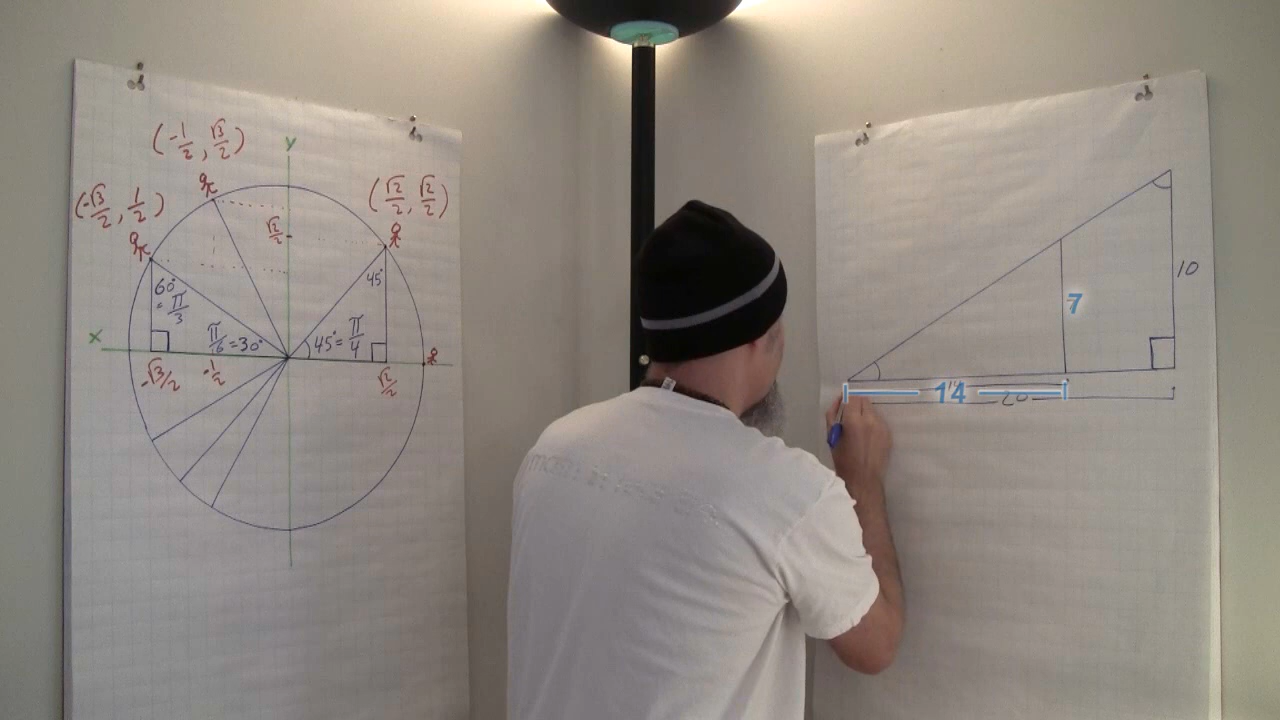 (-1/2, √3/2)
y
(-√3/2, 1/2)
(√2/2, √2/2)
√2/2
60°
= π/3
45°
π/6 = 30°
45° = π/4
x
-√3/2
-1/2
√2/2
10
7
14
20